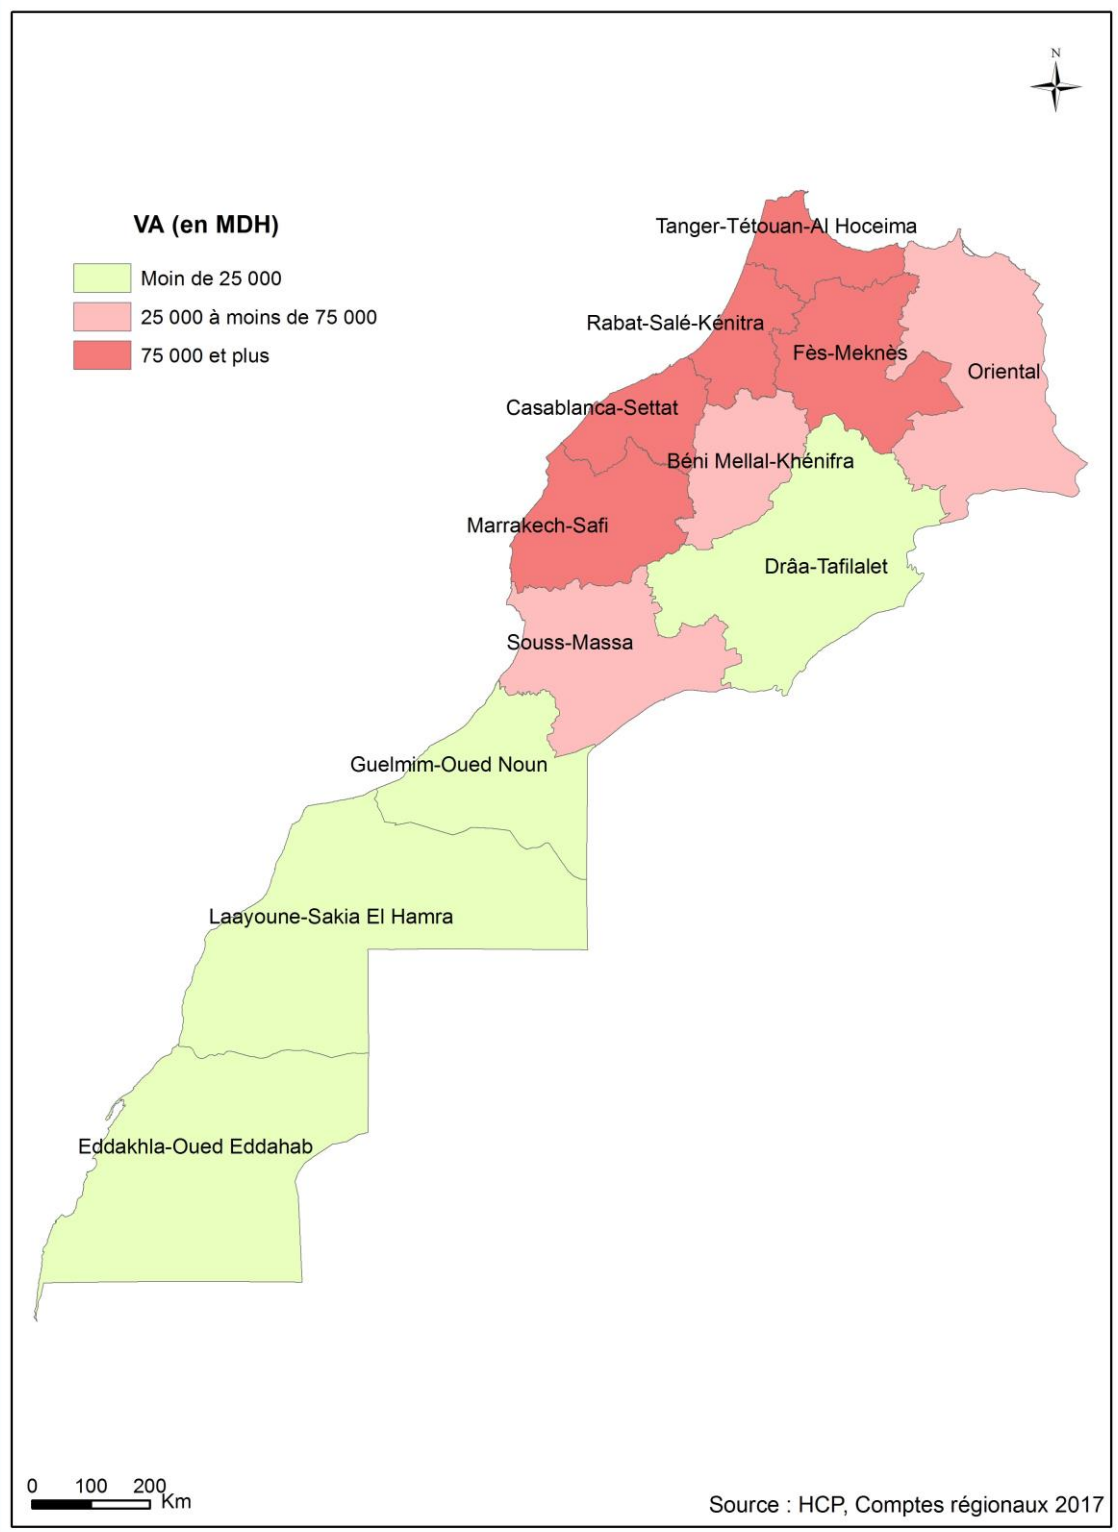 N
VA (en MDH)
Moin de 25 000
25 000 à moins de 75 000
75 000 et plus
Tanger-Tétouan-Al Hoceima
Rabat-Salé-Kénitra
Fès-Meknès
Oriental
Casablanca-Settat
Béni Mellal-Khénifra
Marrakech-Safi
Drâa-Tafilalet
Souss-Massa
Guelmim-Oued Noun
Laayoune-Sakia El Hamra
Eddakhla-Oued Eddahab
0 100 200
Km
Source : HCP, Comptes régionaux 2017